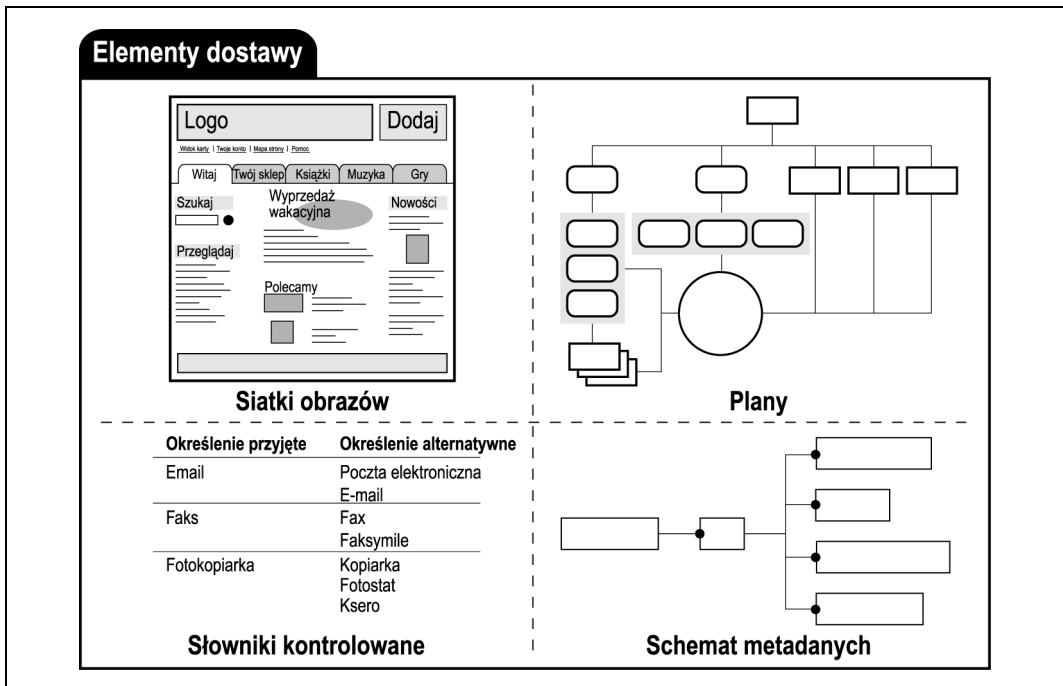 Elementy dostawy
Logo
Dodaj
Widok karty | Twoje konto | Mapa strony | Pomoc
Witaj
Twój sklep
Książki
Muzyka
Gry
Szukaj
Wyprzedaż
wakacyjna
Nowości
Przeglądaj
Polecamy
Siatki obrazów
Plany
Określenie przyjęte Określenie alternatywne
Email Poczta elektroniczna
E-mail
Faks Fax
Faksymile
Fotokopiarka Kopiarka
Fotostat
Ksero
Słowniki kontrolowane
Schemat metadanych